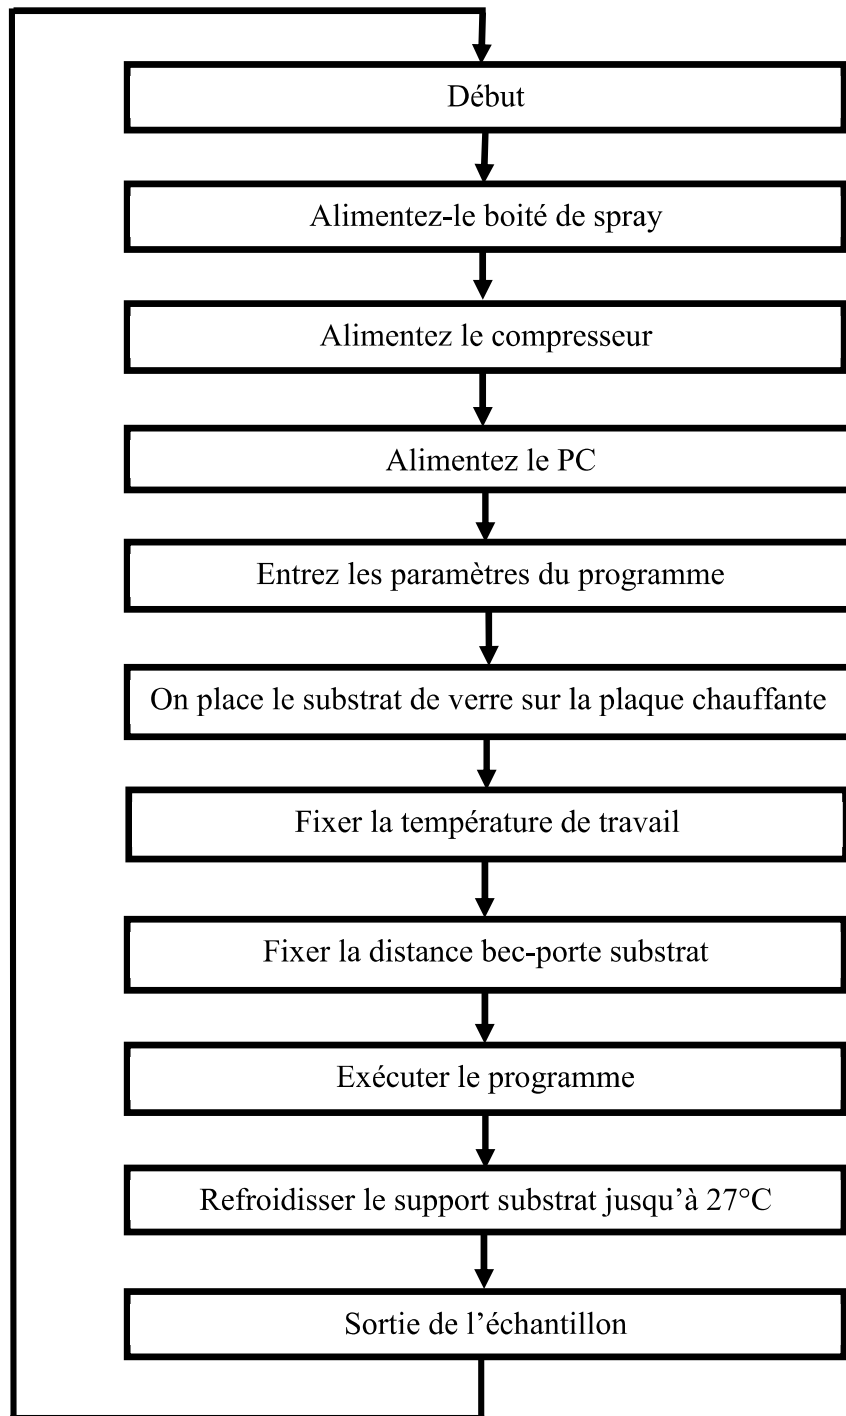 Début
Alimentez-le boité de spray
Alimentez le compresseur
Alimentez le PC
Entrez les paramètres du programme
On place le substrat de verre sur la plaque chauffante
Fixer la température de travail
Fixer la distance bec-porte substrat
Exécuter le programme
Refroidisser le support substrat jusqu’à 27°C
Sortie de l’échantillon